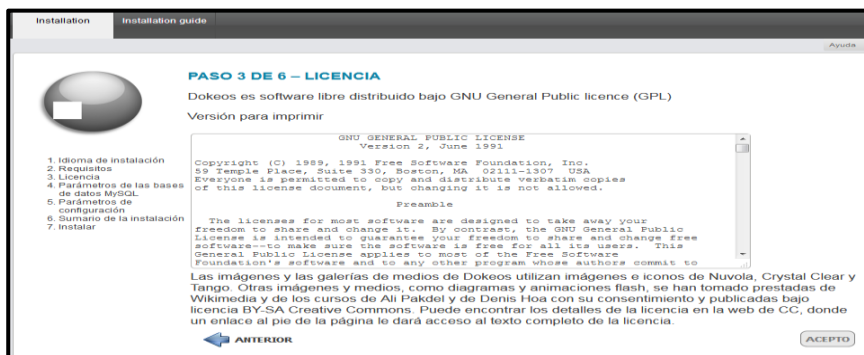 Installation
Installation guide
Ayuda
PASO 3 DE 6 – LICENCIA
Dokeos es software libre distribuido bajo GNU General Public licence (GPL)
Versión para imprimir
1. Idioma de instalación
2. Requisitos
3. Licencia
4. Parámetros de las bases
de datos MySQL
5. Parámetros de
configuración
6. Sumario de la instalación
7. Instalar
GNU GENERAL PUBLIC LICENSE
Version 2, June 1991
Copyright (C) 1989, 1991 Free Software Foundation, Inc.
59 Temple Place, Suite 330, Boston, MA 02111-1307 USA
Everyone is permitted to copy and distribute verbatim copies
of this license document, but changing it is not allowed.
Preamble
The licenses for most software are designed to take away your
freedom to share and change it. By contrast, the GNU General Public
License is intended to guarantee your freedom to share and change free
software--to make sure the software is free for all its users. This
General Public License applies to most of the Free Software
Foundation's software and to any other program whose authors commit to
Las imágenes y las galerías de medios de Dokeos utilizan imágenes e iconos de Nuvola, Crystal Clear y
Tango. Otras imágenes y medios, como diagramas y animaciones flash, se han tomado prestadas de
Wikimedia y de los cursos de Ali Pakdel y de Denis Hoa con su consentimiento y publicadas bajo
licencia BY-SA Creative Commons. Puede encontrar los detalles de la licencia en la web de CC, donde
un enlace al pie de la página le dará acceso al texto completo de la licencia.
ANTERIOR
ACEPTO